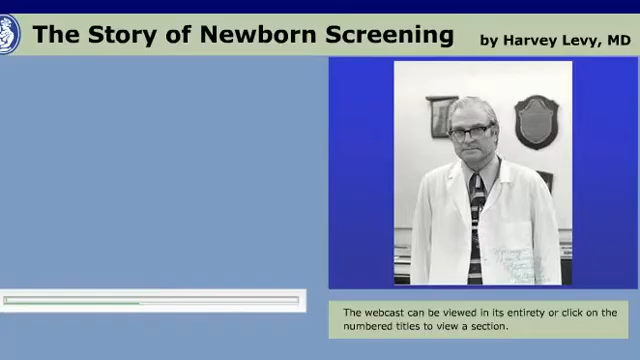 The Story of Newborn Screening by Harvey Levy, MD
The webcast can be viewed in its entirety or click on the
numbered titles to view a section.